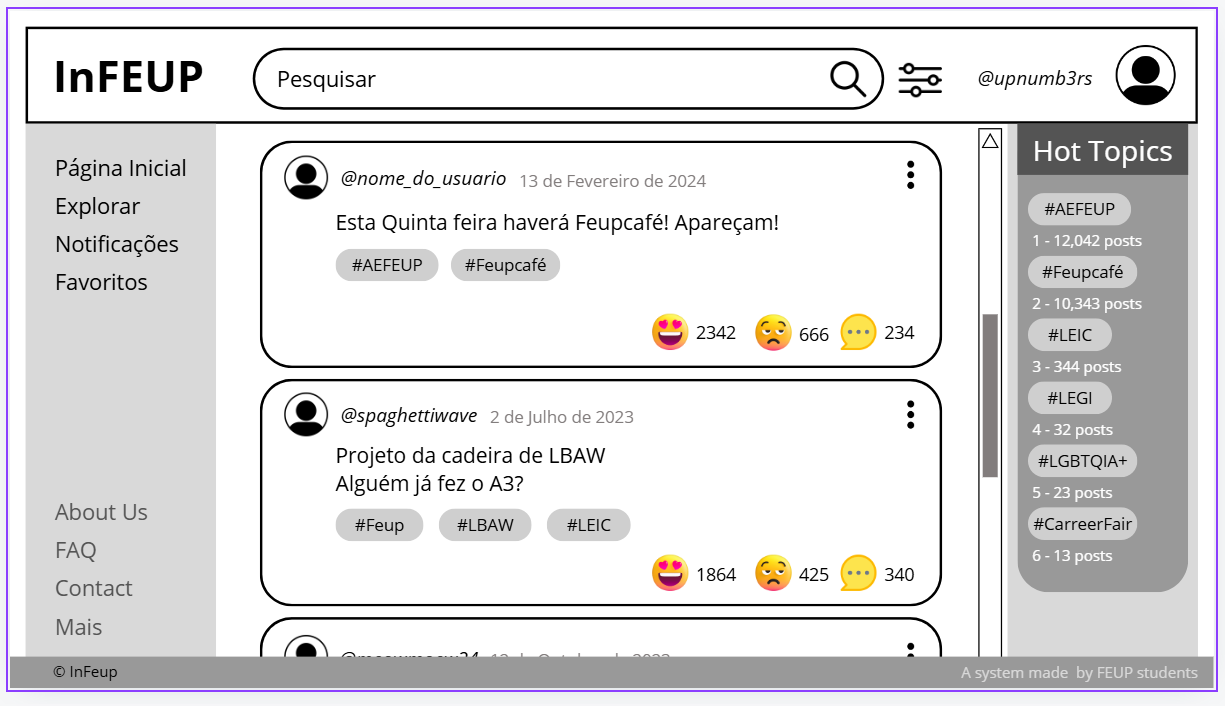 InFEUP
Pesquisar
@upnumb3rs
Página Inicial
Explorar
Notificações
Favoritos
About Us
FAQ
Contact
Mais
@nome_do_usuario 13 de Fevereiro de 2024
Esta Quinta feira haverá Feupcafé! Apareçam!
#AEFEUP #Feupcafé
2342 666 234
@spaghettiwave 2 de Julho de 2023
Projeto da cadeira de LBAW
Alguém já fez o A3?
#Feup #LBAW #LEIC
1864 425 340
Hot Topics
#AEFEUP
1 - 12,042 posts
#Feupcafé
2 - 10,343 posts
#LEIC
3 - 344 posts
#LEGI
4 - 32 posts
#LGBTQIA+
5 - 23 posts
#CarreerFair
6 - 13 posts
© InFeup
A system made by FEUP students